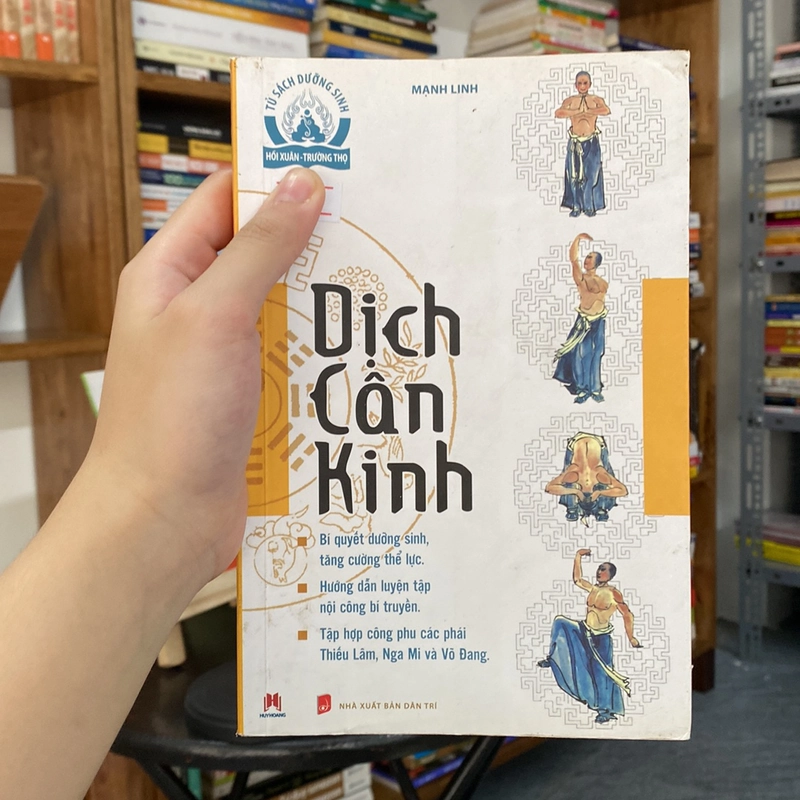 TỦ SÁCH DƯỠNG SINH
HỒI XUÂN - TRƯỜNG THỌ
MẠNH LINH
Dịch
Cân
Kinh
Bí quyết dưỡng sinh,
tăng cường thể lực.
Hướng dẫn luyện tập
nội công bí truyền.
Tập hợp công phu các phái
Thiếu Lâm, Nga Mi và Võ Đang.
HUYHOANG
NHÀ XUẤT BẢN DÂN TRÍ